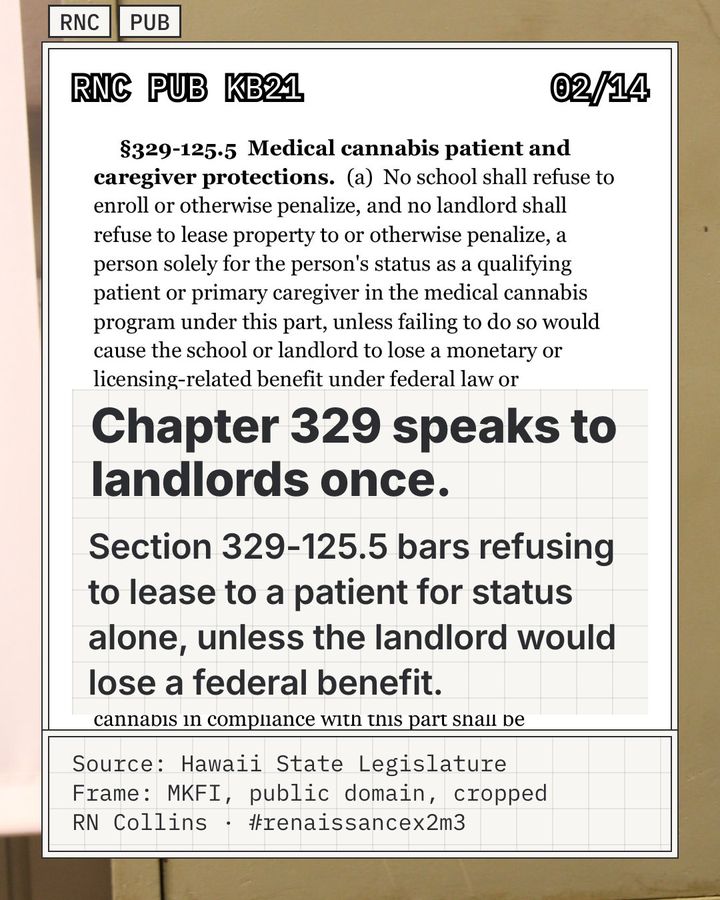 RNC PUB
RNC PUB KB21 02/14
§329-125.5 Medical cannabis patient and
caregiver protections. (a) No school shall refuse to
enroll or otherwise penalize, and no landlord shall
refuse to lease property to or otherwise penalize, a
person solely for the person's status as a qualifying
patient or primary caregiver in the medical cannabis
program under this part, unless failing to do so would
cause the school or landlord to lose a monetary or
licensing-related benefit under federal law or
Chapter 329 speaks to
landlords once.
Section 329-125.5 bars refusing
to lease to a patient for status
alone, unless the landlord would
lose a federal benefit.
cannabis in compliance with this part shall be
Source: Hawaii State Legislature
Frame: MKFI, public domain, cropped
RN Collins · #renaissancex2m3